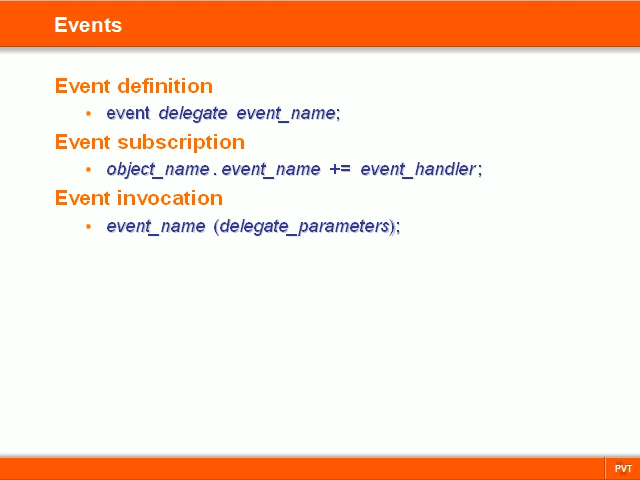 Events
Event definition
• event delegate event_name;
Event subscription
• object_name.event_name += event_handler;
Event invocation
• event_name (delegate_parameters);
PVT